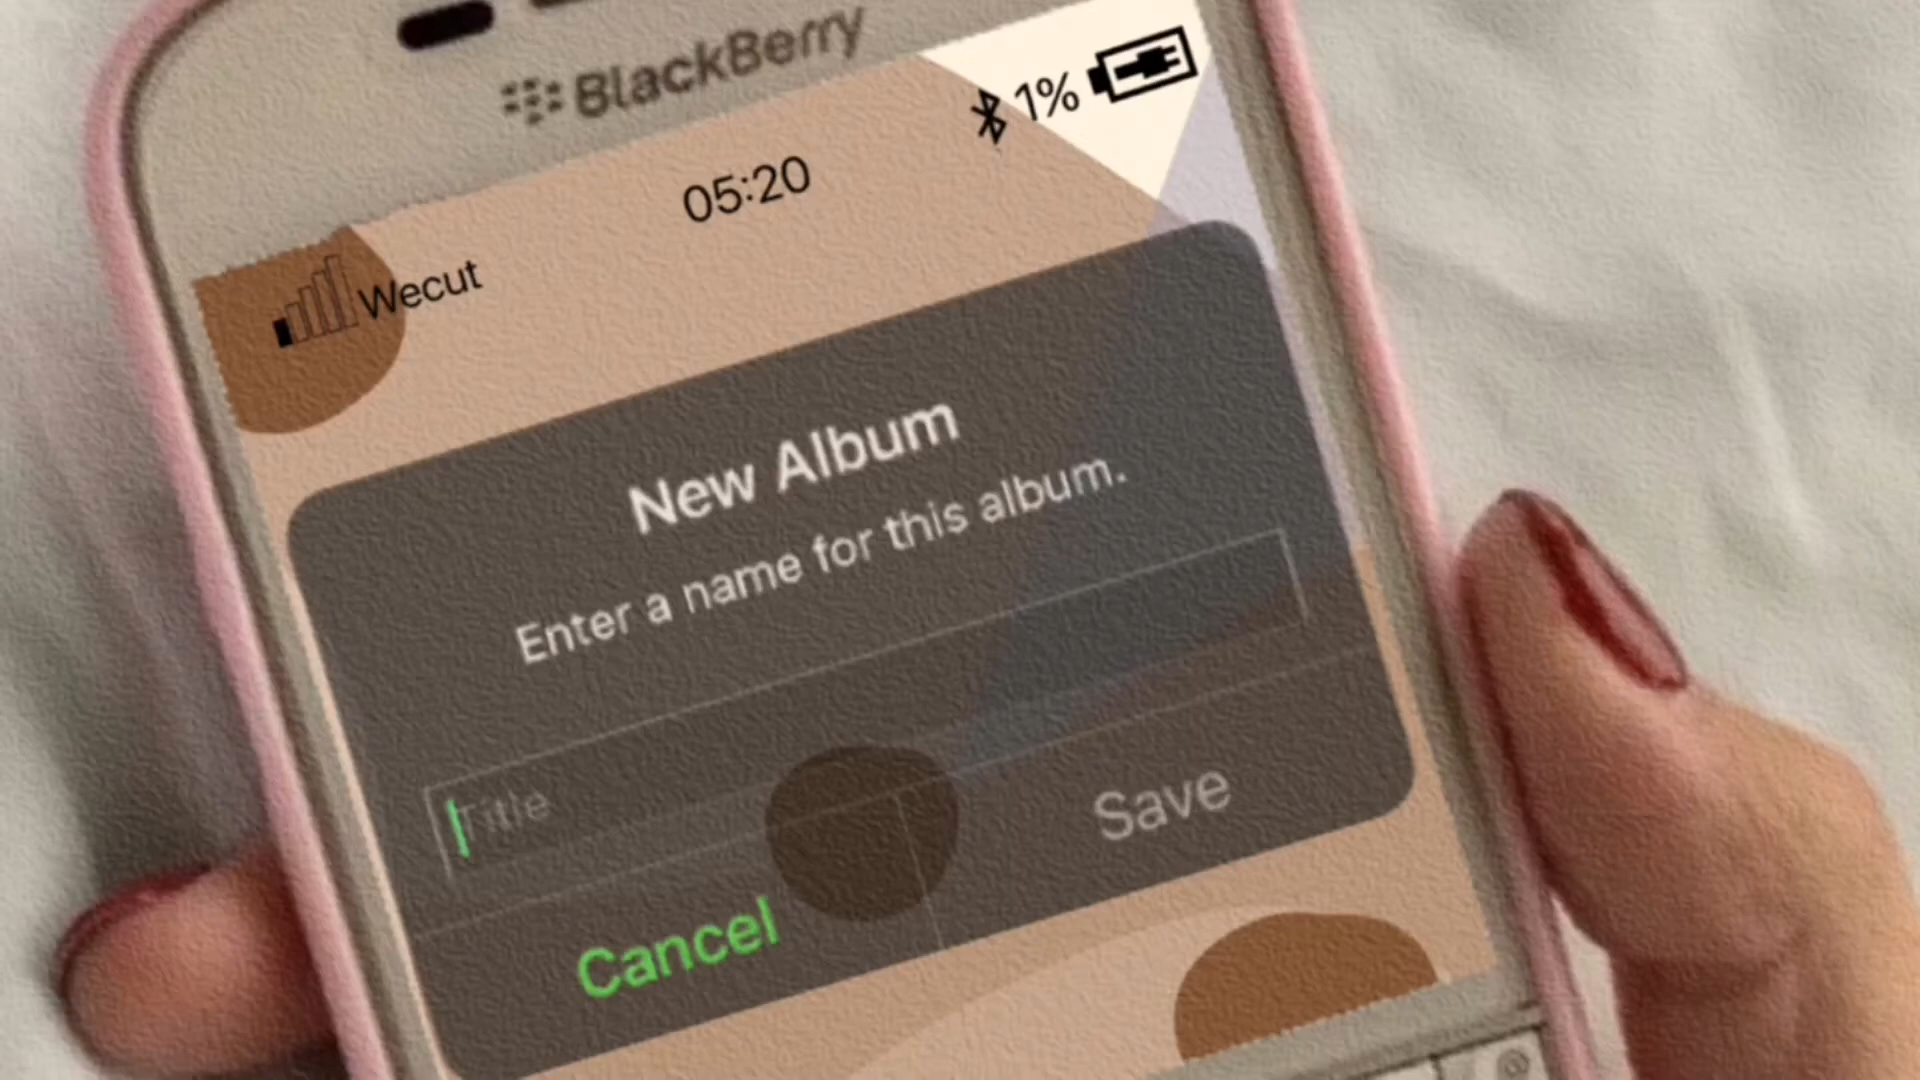 BlackBerry
1%
05:20
Wecut
New Album
Enter a name for this album.
Title
Cancel
Save
@